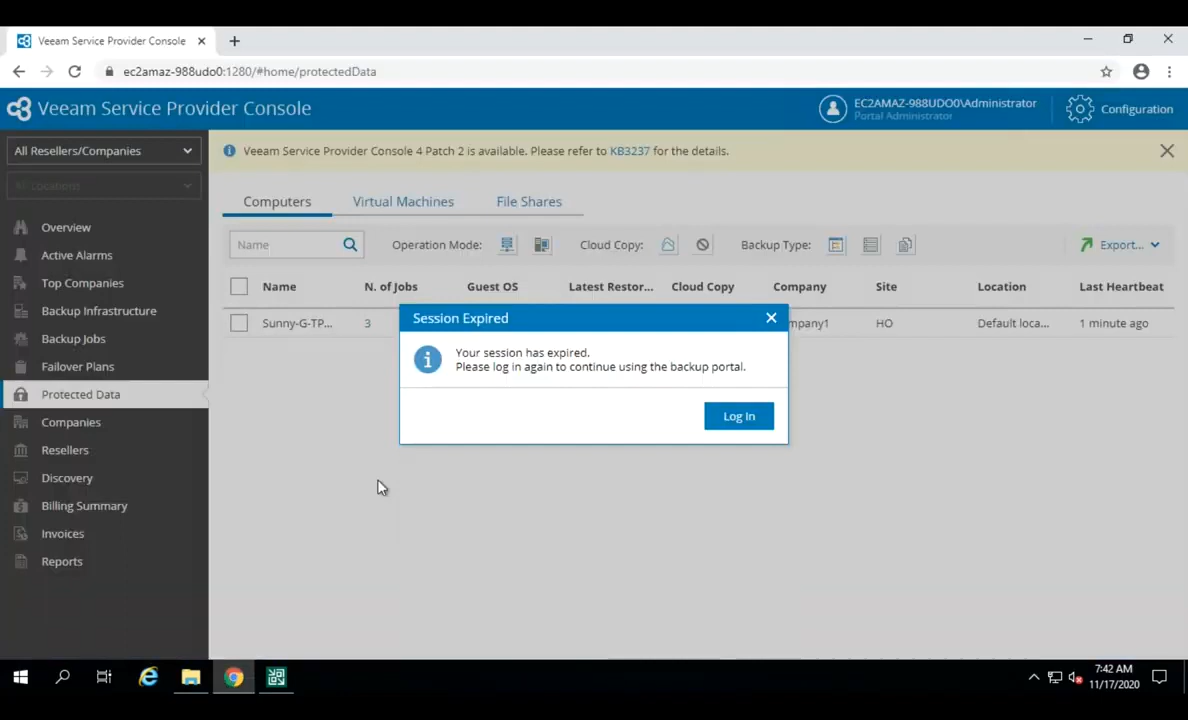 Veeam Service Provider Console
ec2amaz-988udo0:1280/#home/protectedData
Veeam Service Provider Console
EC2AMAZ-988UDO0\Administrator
Portal Administrator
Configuration
All Resellers/Companies
All Locations
Veeam Service Provider Console 4 Patch 2 is available. Please refer to KB3237 for the details.
Overview
Active Alarms
Top Companies
Backup Infrastructure
Backup Jobs
Failover Plans
Protected Data
Companies
Resellers
Discovery
Billing Summary
Invoices
Reports
Computers Virtual Machines File Shares
Name Operation Mode: Cloud Copy: Backup Type: Export...
Name N. of Jobs Guest OS Latest Restor... Cloud Copy Company Site Location Last Heartbeat
Sunny-G-TP... 3 mpany1 HO Default loca... 1 minute ago
Session Expired
Your session has expired.
Please log in again to continue using the backup portal.
Log In
7:42 AM
11/17/2020